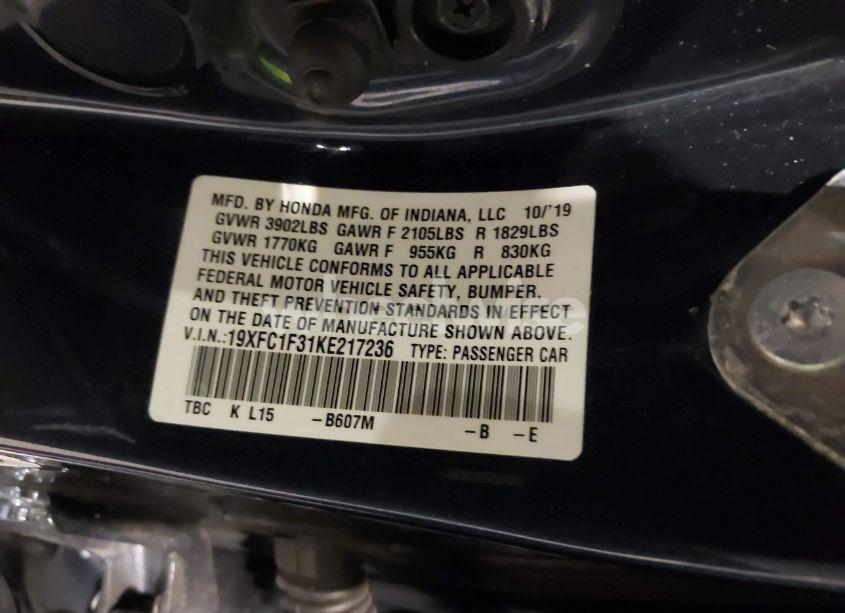 MFD. BY HONDA MFG. OF INDIANA, LLC 10/'19
GVWR 3902LBS GAWR F 2105LBS R 1829LBS
GVWR 1770KG GAWR F 955KG R 830KG
THIS VEHICLE CONFORMS TO ALL APPLICABLE
FEDERAL MOTOR VEHICLE SAFETY, BUMPER,
AND THEFT PREVENTION STANDARDS IN EFFECT
ON THE DATE OF MANUFACTURE SHOWN ABOVE.
V.I.N.:19XFC1F31KE217236 TYPE: PASSENGER CAR
TBC K L15 -B607M -B -E